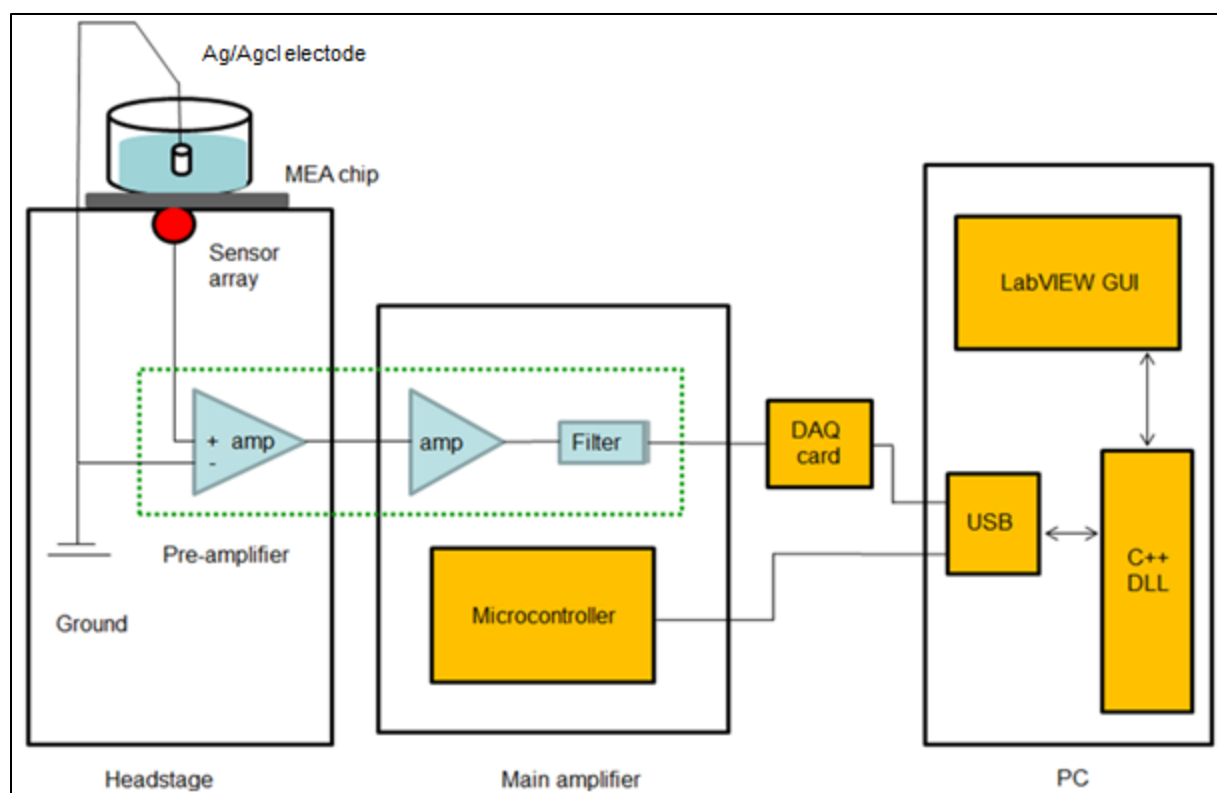 Ag/Agcl electode
MEA chip
Sensor
array
LabVIEW GUI
+ amp
-
amp
Filter
DAQ
card
USB
C++
DLL
Pre-amplifier
Microcontroller
Ground
Headstage
Main amplifier
PC